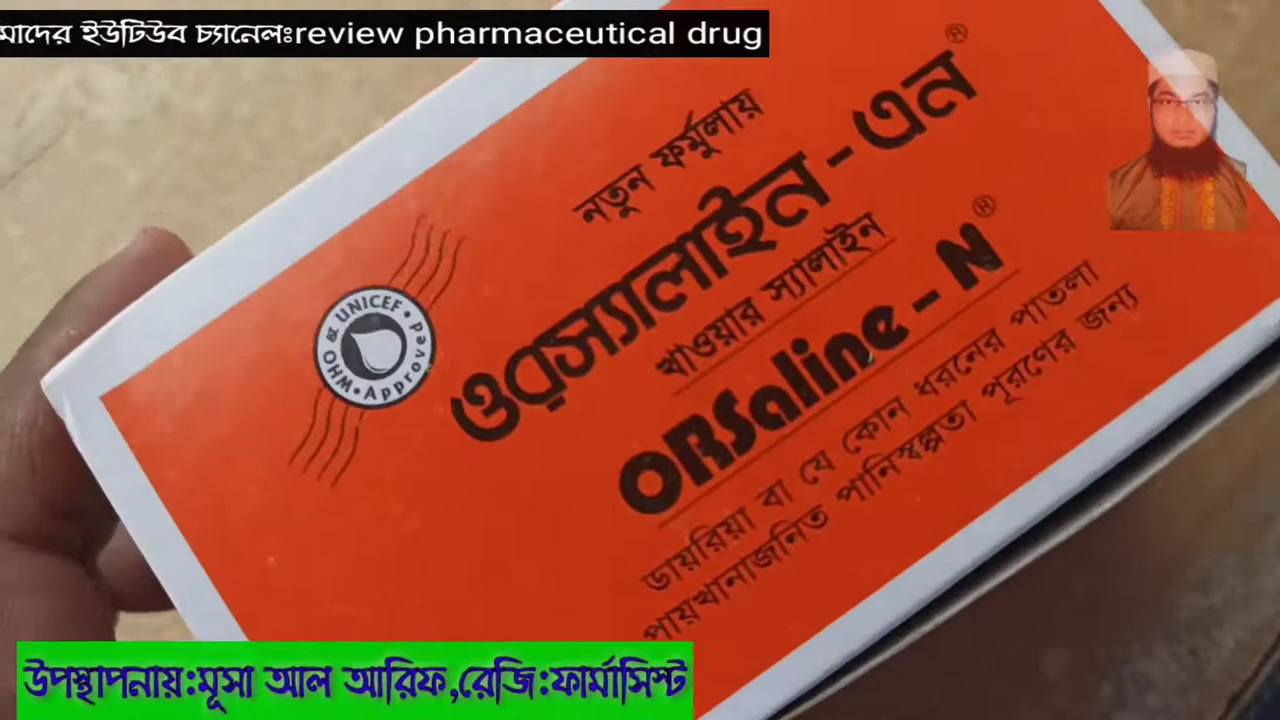 মাদের ইউটিউব চ্যানেলঃreview pharmaceutical drug
নতুন ফর্মুলায়
ওরস্যালাইন-এন®
খাওয়ার স্যালাইন
ORSaline-N®
ডায়রিয়া বা যে কোন ধরনের পাতলা
পায়খানাজনিত পানিস্বল্পতা পূরণের জন্য
WHO & UNICEF • Approved •
উপস্থাপনায়:মূসা আল আরিফ,রেজি:ফার্মাসিস্ট